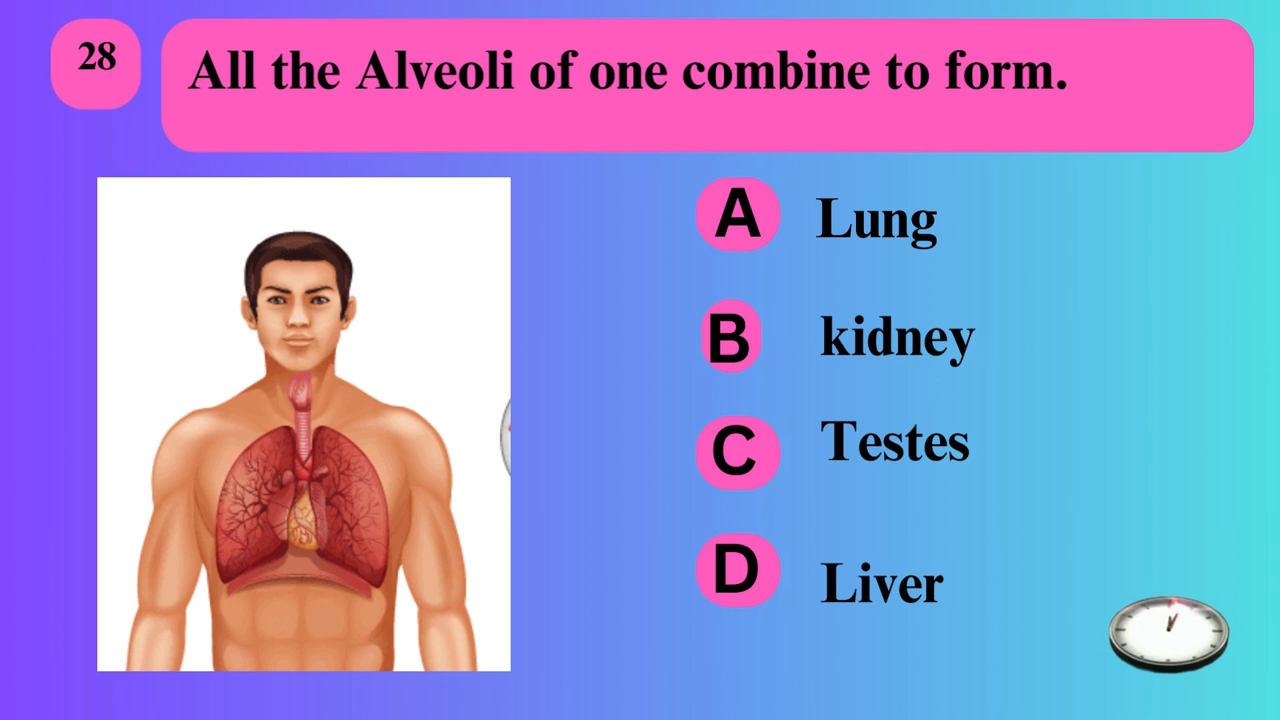 28
All the Alveoli of one combine to form.
A Lung
B kidney
C Testes
D Liver